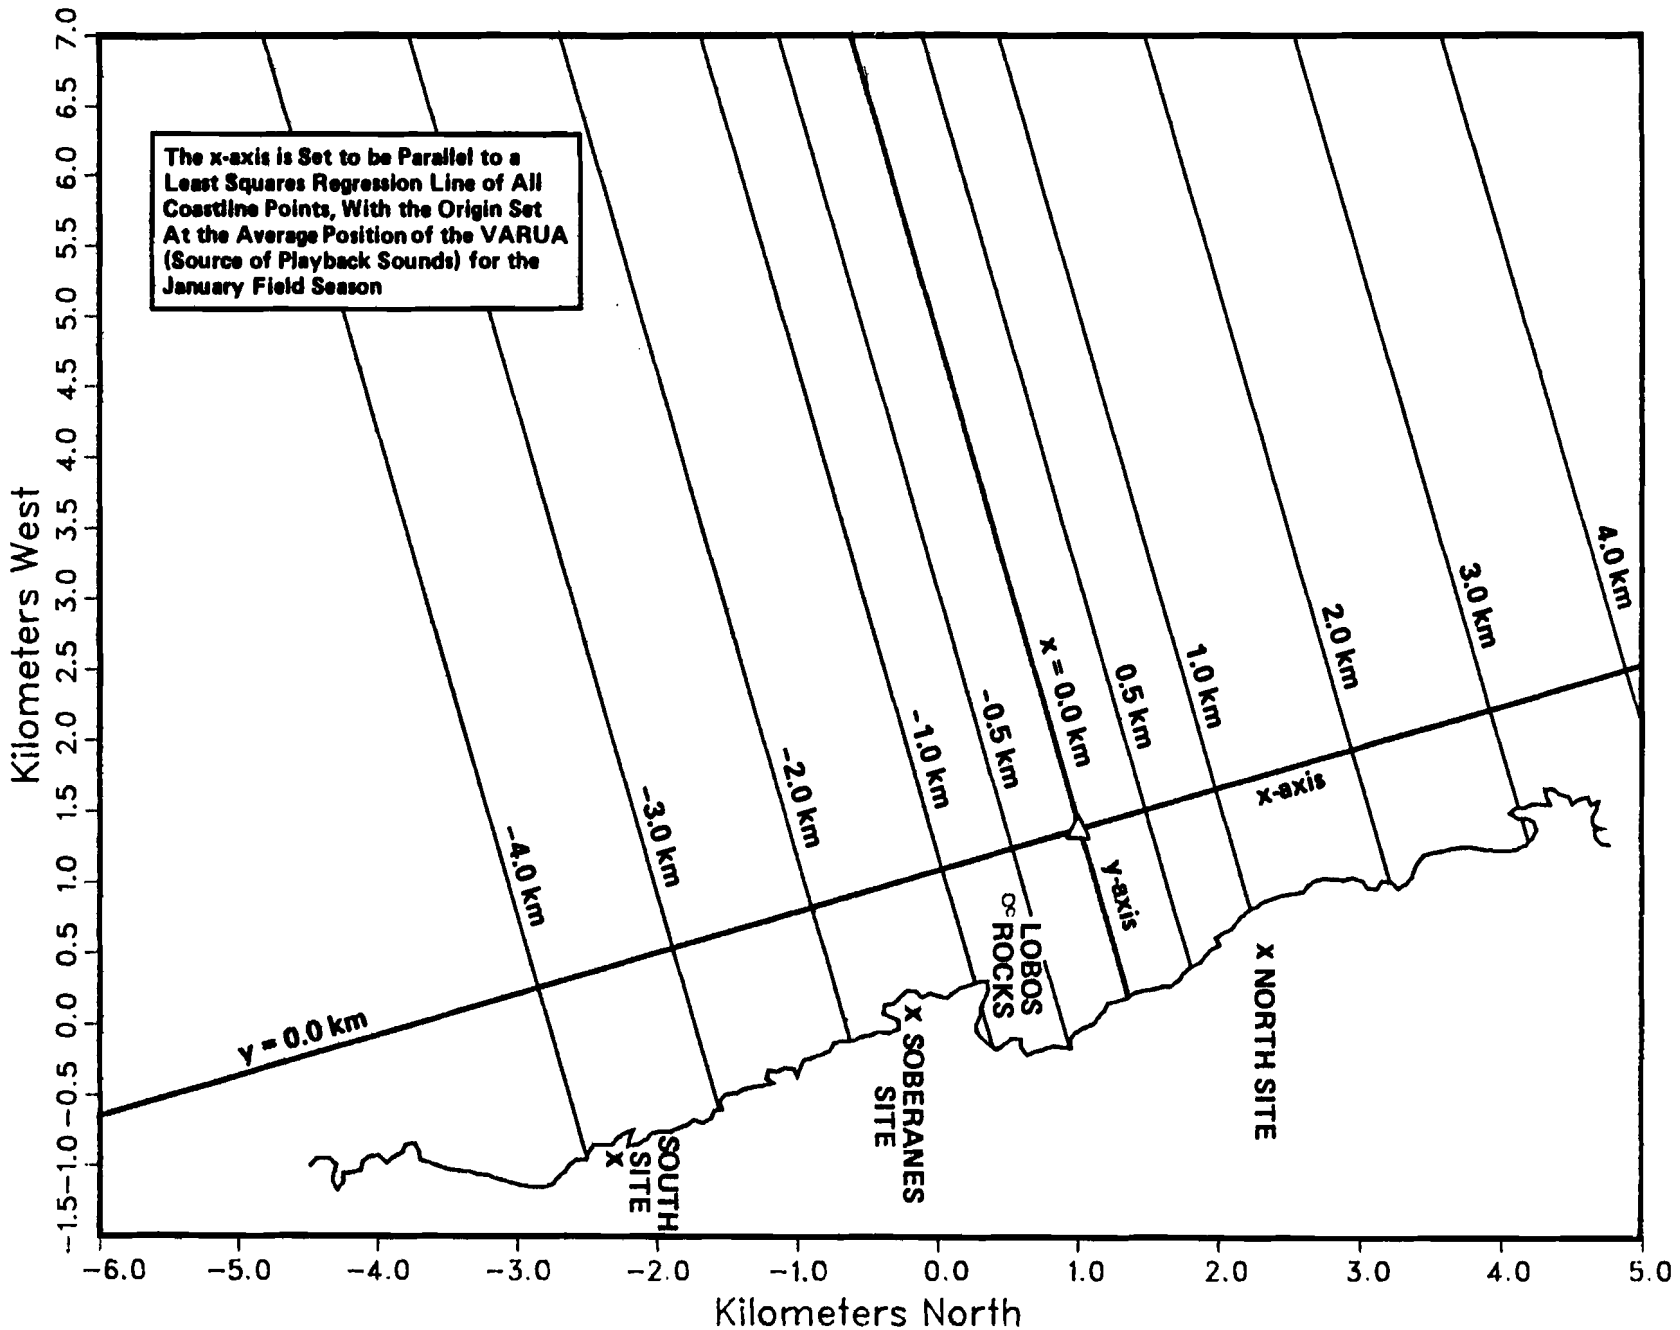 7.0
6.5
6.0
5.5
5.0
4.5
4.0
3.5
3.0
2.5
2.0
1.5
1.0
0.5
0.0
-0.5
-1.0
-1.5
Kilometers West
The x-axis is Set to be Parallel to a
Least Squares Regression Line of All
Coastline Points, With the Origin Set
At the Average Position of the VARUA
(Source of Playback Sounds) for the
January Field Season
-4.0 km
-3.0 km
-2.0 km
-1.0 km
-0.5 km
x = 0.0 km
0.5 km
1.0 km
2.0 km
3.0 km
4.0 km
x-axis
y-axis
y = 0.0 km
LOBOS
ROCKS
X NORTH SITE
X SOBERANES
SITE
SOUTH
SITE
X
-6.0
-5.0
-4.0
-3.0
-2.0
-1.0
0.0
1.0
2.0
3.0
4.0
5.0
Kilometers North